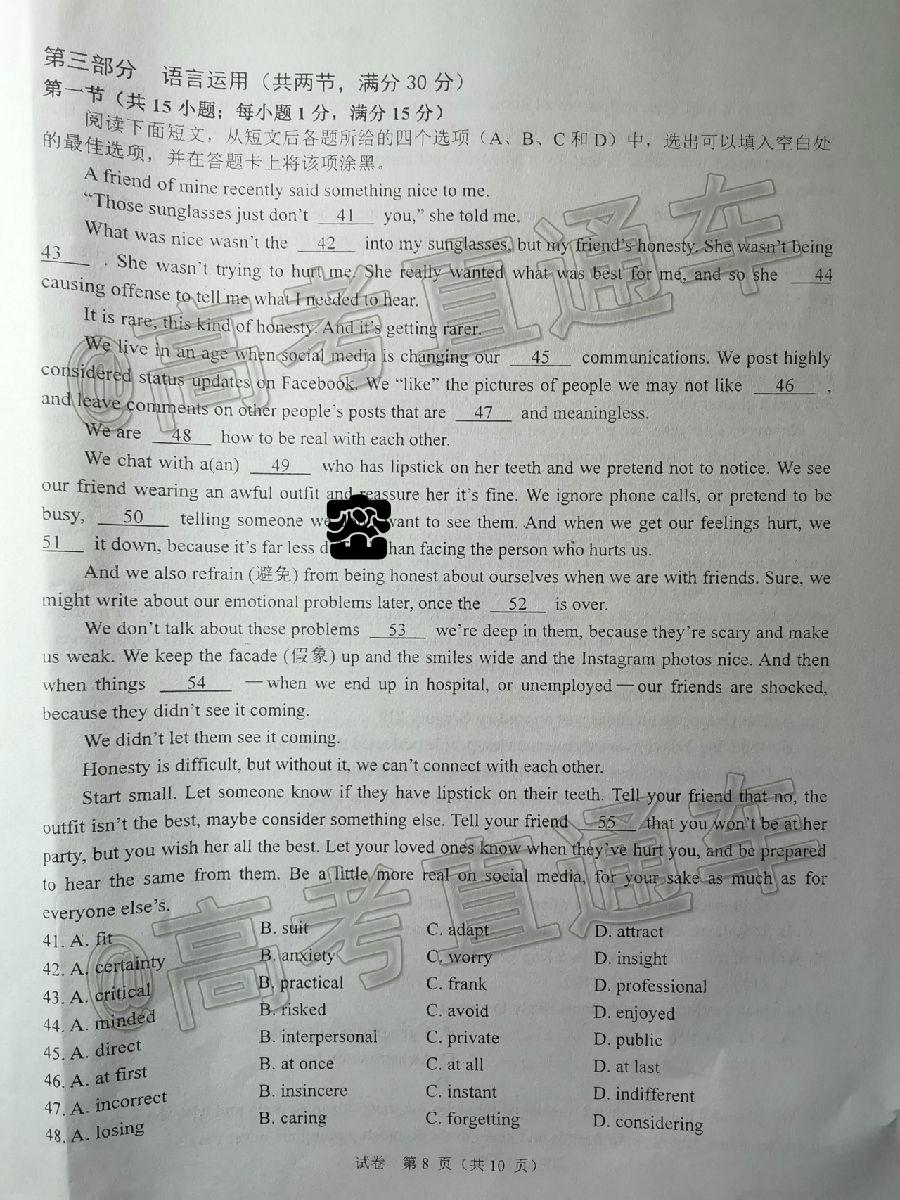 第三部分 语言运用（共两节，满分 30 分）
第一节（共 15 小题；每小题 1 分，满分 15 分）
阅读下面短文，从短文后各题所给的四个选项（A、B、C 和 D）中，选出可以填入空白处
的最佳选项，并在答题卡上将该项涂黑。
A friend of mine recently said something nice to me.
“Those sunglasses just don’t 41 you,” she told me.
What was nice wasn’t the 42 into my sunglasses, but my friend’s honesty. She wasn’t being
43 . She wasn’t trying to hurt me. She really wanted what was best for me, and so she 44
causing offense to tell me what I needed to hear.
It is rare, this kind of honesty. And it’s getting rarer.
We live in an age when social media is changing our 45 communications. We post highly
considered status updates on Facebook. We “like” the pictures of people we may not like 46 ,
and leave comments on other people’s posts that are 47 and meaningless.
We are 48 how to be real with each other.
We chat with a(an) 49 who has lipstick on her teeth and we pretend not to notice. We see
our friend wearing an awful outfit and reassure her it’s fine. We ignore phone calls, or pretend to be
busy, 50 telling someone we want to see them. And when we get our feelings hurt, we
51 it down, because it’s far less than facing the person who hurts us.
And we also refrain (避免) from being honest about ourselves when we are with friends. Sure. we
might write about our emotional problems later, once the 52 is over.
We don’t talk about these problems 53 we’re deep in them, because they’re scary and make
us weak. We keep the facade (假象) up and the smiles wide and the Instagram photos nice. And then
when things 54 —when we end up in hospital, or unemployed—our friends are shocked,
because they didn’t see it coming.
We didn’t let them see it coming.
Honesty is difficult, but without it, we can’t connect with each other.
Start small. Let someone know if they have lipstick on their teeth. Tell your friend that no, the
outfit isn’t the best, maybe consider something else. Tell your friend 55 that you won’t be at her
party, but you wish her all the best. Let your loved ones know when they’ve hurt you, and be prepared
to hear the same from them. Be a little more real on social media, for your sake as much as for
everyone else’s.
41. A. fit B. suit C. adapt D. attract
42. A. certainty B. anxiety C. worry D. insight
43. A. critical B. practical C. frank D. professional
44. A. minded B. risked C. avoid D. enjoyed
45. A. direct B. interpersonal C. private D. public
46. A. at first B. at once C. at all D. at last
47. A. incorrect B. insincere C. instant D. indifferent
48. A. losing B. caring C. forgetting D. considering
试卷 第 8 页（共 10 页）
@高考直通车
@高考直通车